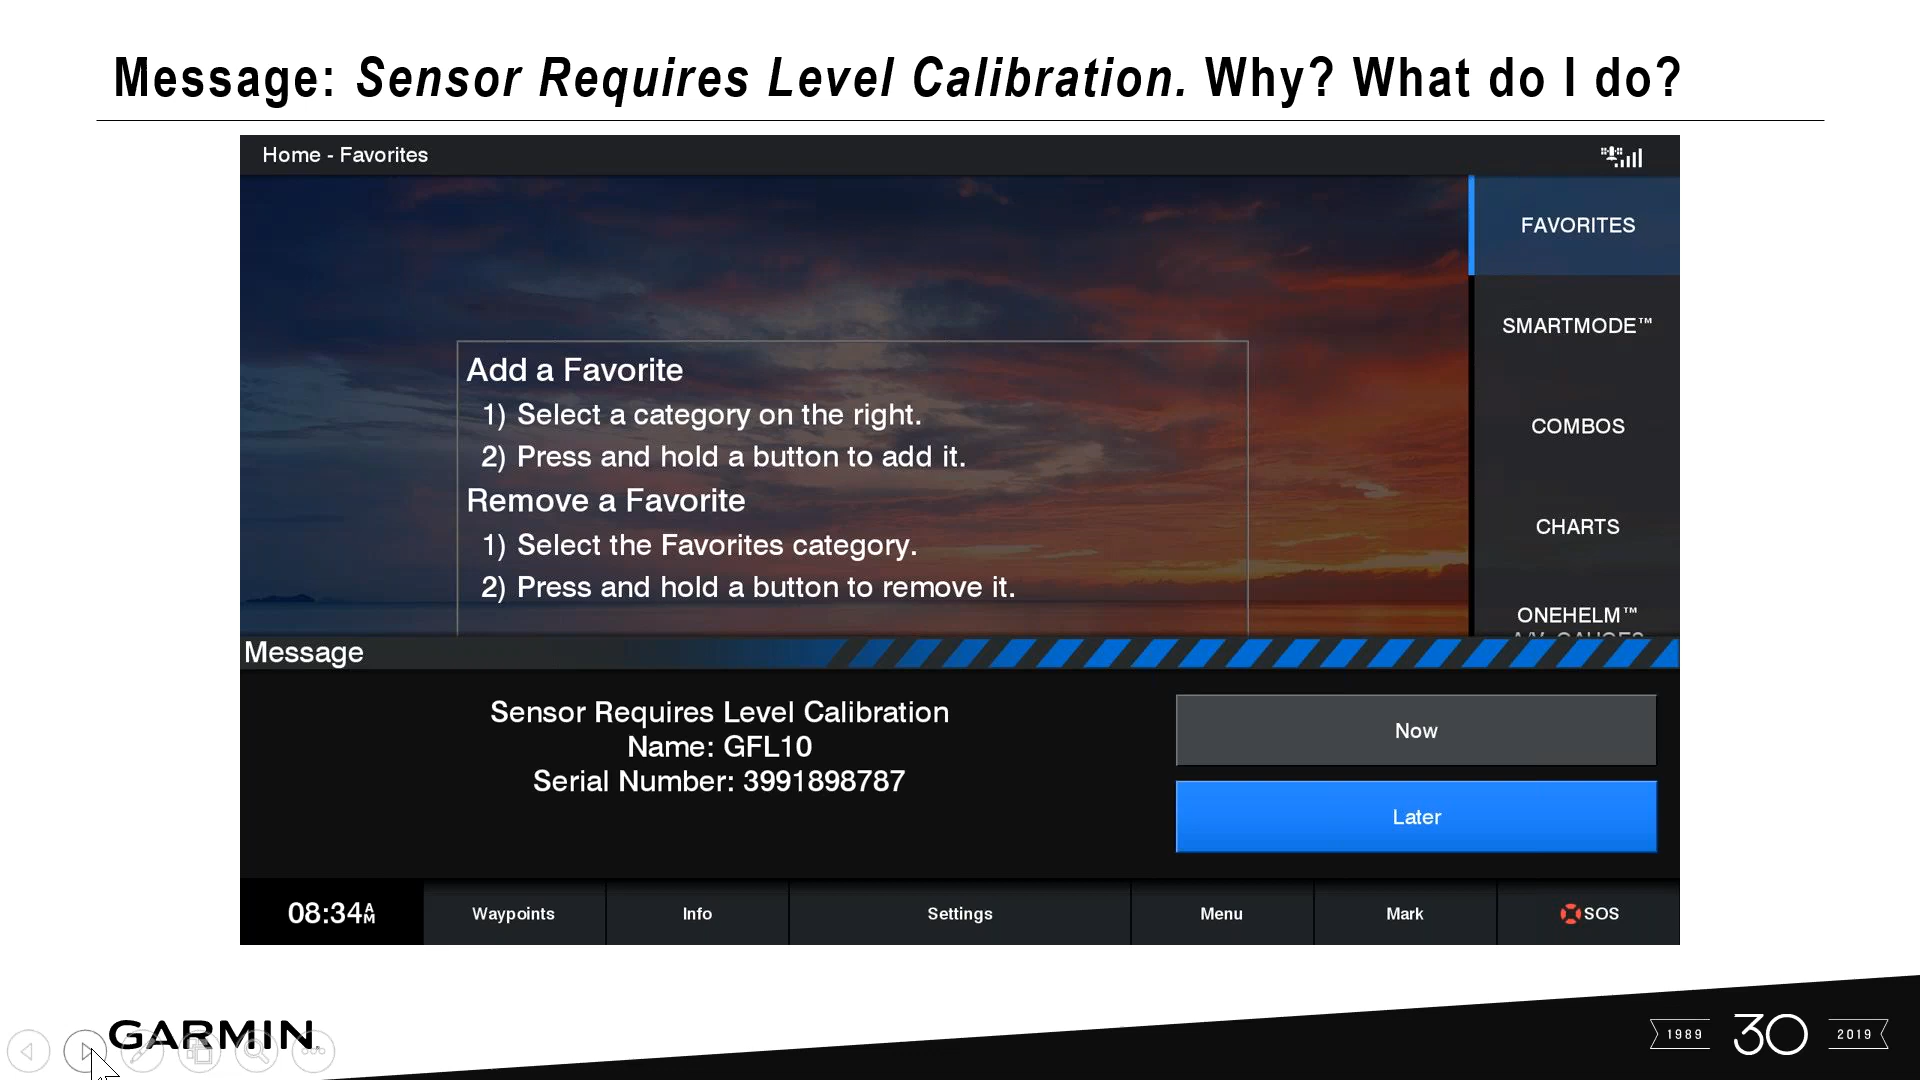 Message: Sensor Requires Level Calibration. Why? What do I do?
Home - Favorites
FAVORITES
SMARTMODE™
COMBOS
CHARTS
ONEHELM™
Add a Favorite
1) Select a category on the right.
2) Press and hold a button to add it.
Remove a Favorite
1) Select the Favorites category.
2) Press and hold a button to remove it.
Message
Sensor Requires Level Calibration
Name: GFL10
Serial Number: 3991898787
Now
Later
08:34AM
Waypoints
Info
Settings
Menu
Mark
SOS
GARMIN
1989
30
2019